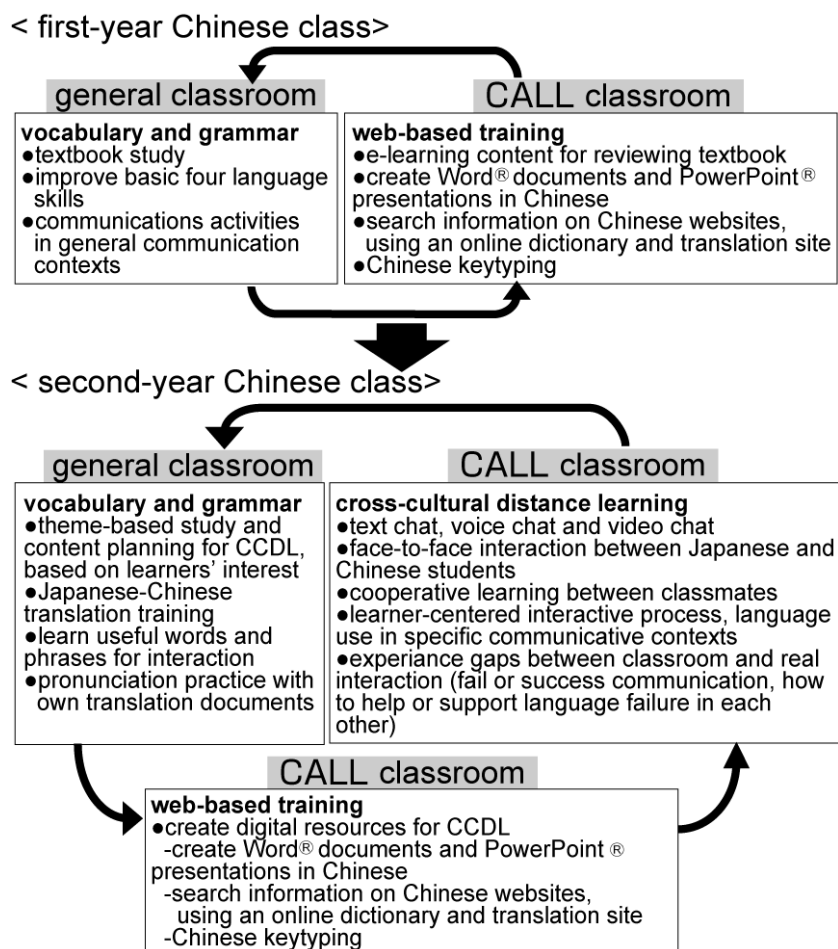 < first-year Chinese class>
general classroom
vocabulary and grammar
●textbook study
●improve basic four language
skills
●communications activities
in general communication
contexts
CALL classroom
web-based training
●e-learning content for reviewing textbook
●create Word® documents and PowerPoint®
presentations in Chinese
●search information on Chinese websites,
using an online dictionary and translation site
●Chinese keytyping
< second-year Chinese class>
general classroom
vocabulary and grammar
●theme-based study and
content planning for CCDL,
based on learners' interest
●Japanese-Chinese
translation training
●learn useful words and
phrases for interaction
●pronunciation practice with
own translation documents
CALL classroom
cross-cultural distance learning
●text chat, voice chat and video chat
●face-to-face interaction between Japanese and
Chinese students
●cooperative learning between classmates
●learner-centered interactive process, language
use in specific communicative contexts
●experiance gaps between classroom and real
interaction (fail or success communication, how
to help or support language failure in each
other)
CALL classroom
web-based training
●create digital resources for CCDL
-create Word® documents and PowerPoint ®
presentations in Chinese
-search information on Chinese websites,
using an online dictionary and translation site
-Chinese keytyping